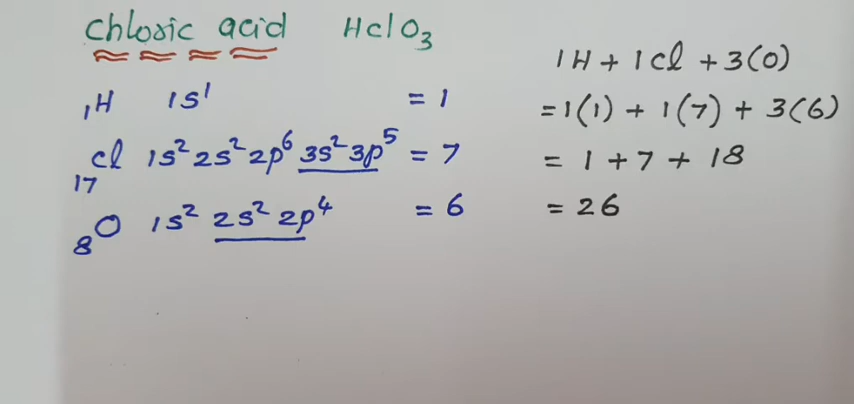 Chloric acid HClO₃
₁H 1s¹ = 1
₁₇Cl 1s² 2s² 2p⁶ 3s² 3p⁵ = 7
₈O 1s² 2s² 2p⁴ = 6
1H + 1Cl + 3(O)
= 1(1) + 1(7) + 3(6)
= 1 + 7 + 18
= 26